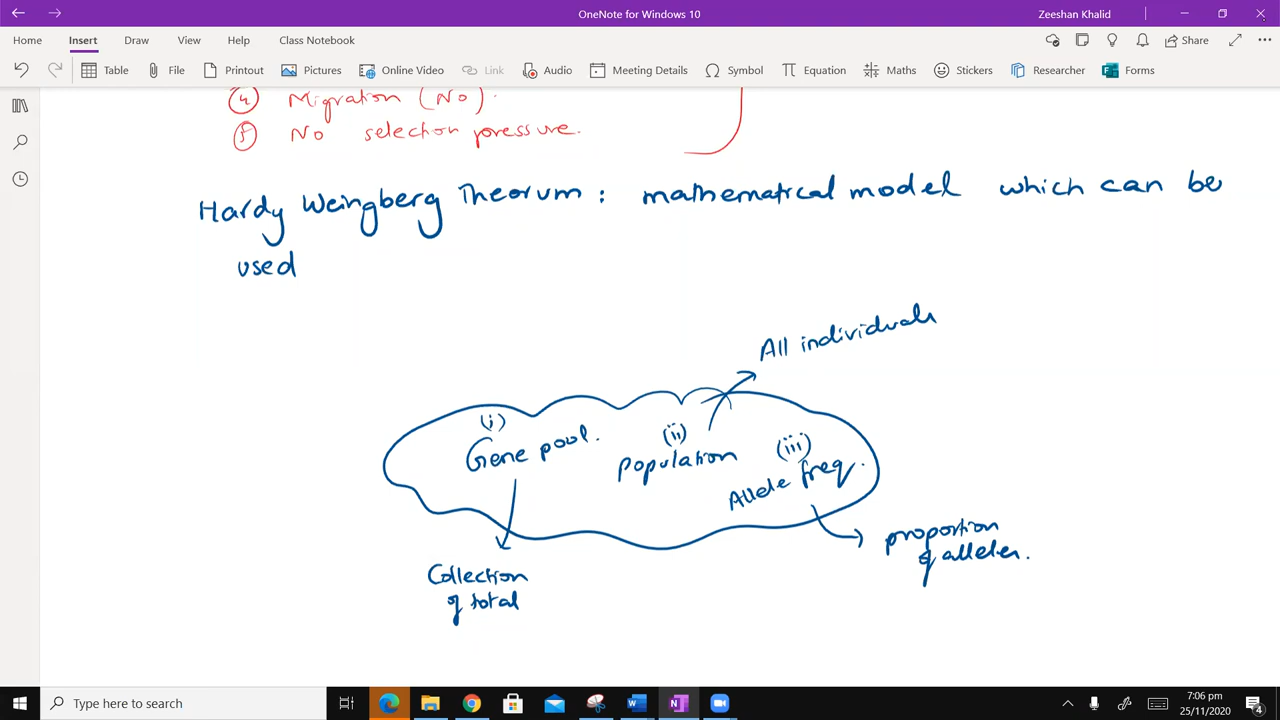 OneNote for Windows 10
Zeeshan Khalid
Home Insert Draw View Help Class Notebook
Share
Table File Printout Pictures Online Video Link Audio Meeting Details Symbol Equation Maths Stickers Researcher Forms
(4) Migration (No).
(5) No selection pressure.
Hardy Weingberg Theorum : mathematical model which can be
used
All individuals
(i) (ii) (iii)
Gene pool. population Allele freq.
proportion
of alleles.
Collection
of total
Type here to search
7:06 pm
25/11/2020
4